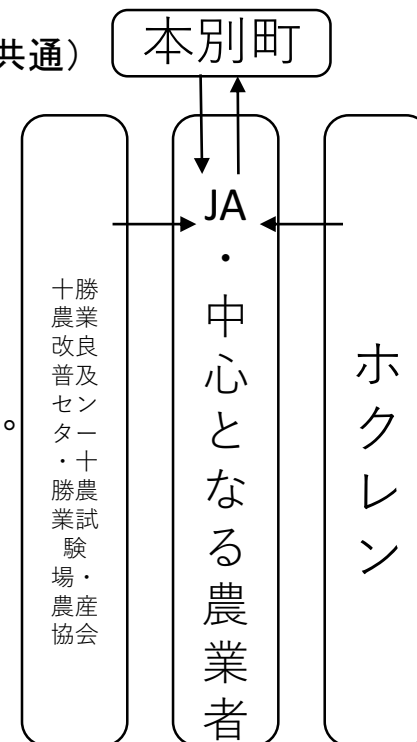 共通）
本別町
。
十勝
農業
改良
普及
セン
ター
・十
勝農
業試
験
場・
農産
協会
JA・中心となる農業者
ホクレン